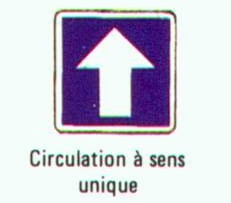 Circulation à sens
unique